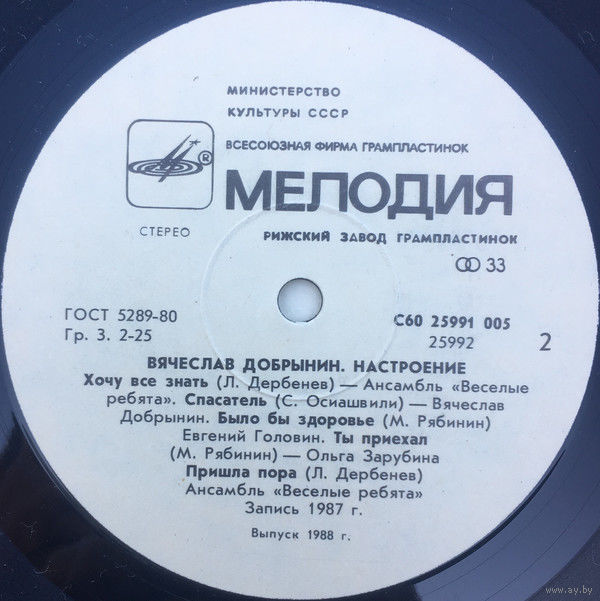 МИНИСТЕРСТВО
КУЛЬТУРЫ СССР
ВСЕСОЮЗНАЯ ФИРМА ГРАМПЛАСТИНОК
®
МЕЛОДИЯ
СТЕРЕО
РИЖСКИЙ ЗАВОД ГРАМПЛАСТИНОК
33
ГОСТ 5289-80
Гр. 3. 2-25
С60 25991 005
25992
2
ВЯЧЕСЛАВ ДОБРЫНИН. НАСТРОЕНИЕ
Хочу все знать (Л. Дербенев) — Ансамбль «Веселые
ребята». Спасатель (С. Осиашвили) — Вячеслав
Добрынин. Было бы здоровье (М. Рябинин)
Евгений Головин. Ты приехал
(М. Рябинин) — Ольга Зарубина
Пришла пора (Л. Дербенев)
Ансамбль «Веселые ребята»
Запись 1987 г.
Выпуск 1988 г.
www.ay.by